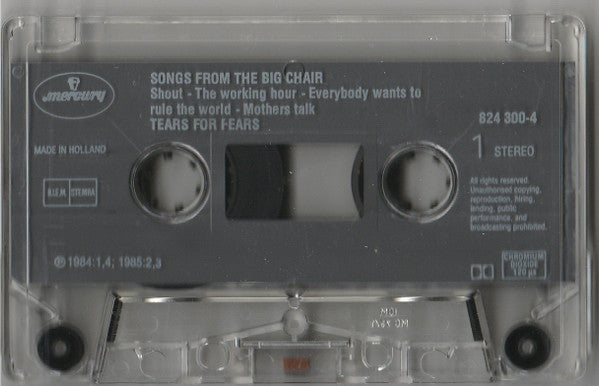 SONGS FROM THE BIG CHAIR
Shout - The working hour - Everybody wants to
rule the world - Mothers talk
TEARS FOR FEARS
mercury
824 300-4
MADE IN HOLLAND
1 STEREO
B.I.E.M. STEMRA
All rights reserved.
Unauthorised copying,
reproduction, hiring,
lending, public
performance, and
broadcasting prohibited.
℗ 1984:1,4; 1985:2,3
CHROMIUM
DIOXIDE
120 µs